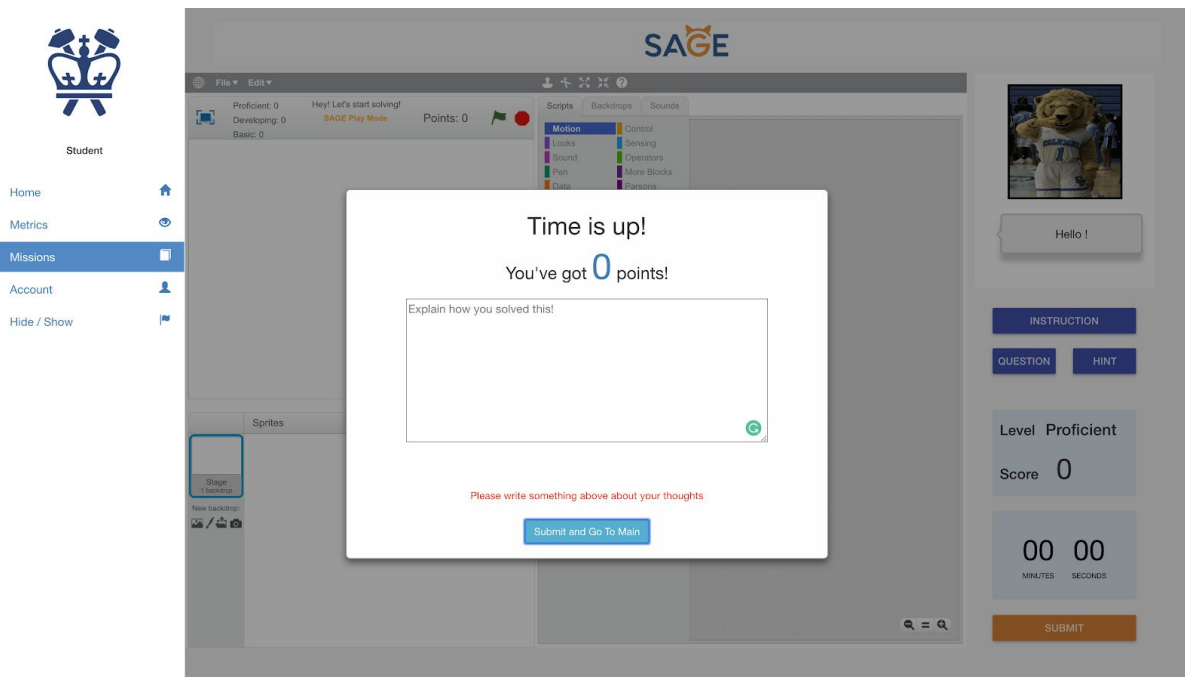 SAGE
Student
Home
Metrics
Missions
Account
Hide / Show
File Edit
Proficient: 0
Developing: 0
Basic: 0
Hey! Let's start solving!
SAGE Play Mode
Points: 0
Scripts Backdrops Sounds
Motion Control
Looks Sensing
Sound Operators
Pen More Blocks
Data Parsons
Time is up!
You've got 0 points!
Explain how you solved this!
Please write something above about your thoughts
Submit and Go To Main
Sprites
Stage
1 backdrop
New backdrop:
1
Hello !
INSTRUCTION
QUESTION HINT
Level Proficient
Score 0
00 00
MINUTES SECONDS
SUBMIT